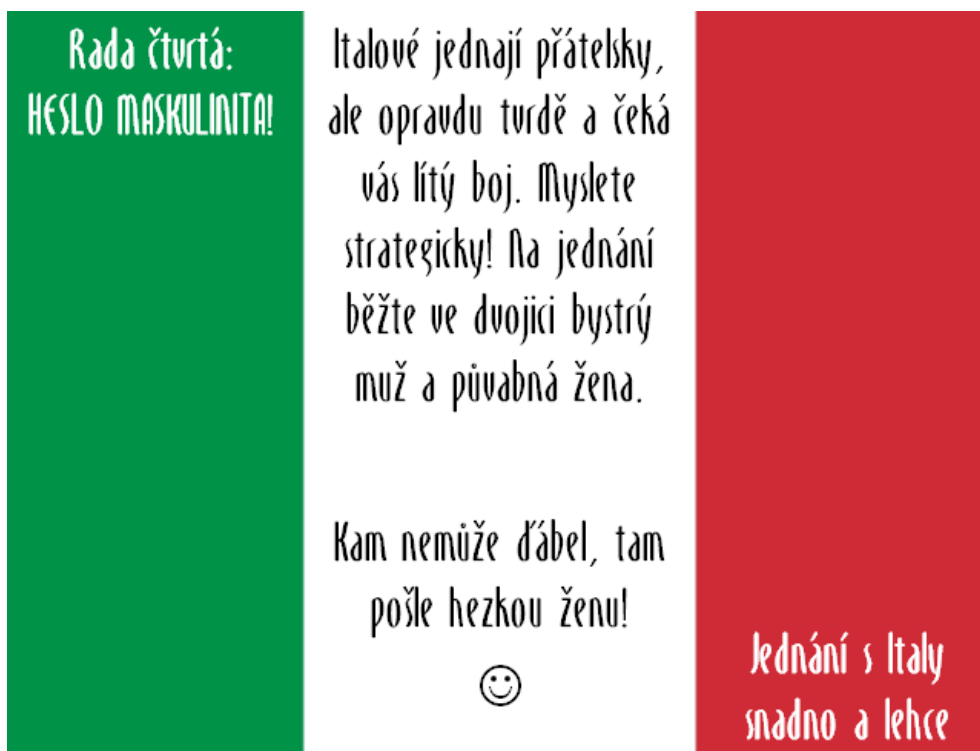 Rada čtvrtá:
HESLO MASKULINITA!
Italové jednají přátelsky,
ale opravdu tvrdě a čeká
vás lítý boj. Myslete
strategicky! Na jednání
běžte ve dvojici bystrý
muž a půvabná žena.
Kam nemůže ďábel, tam
pošle hezkou ženu!
Jednání s Italy
snadno a lehce